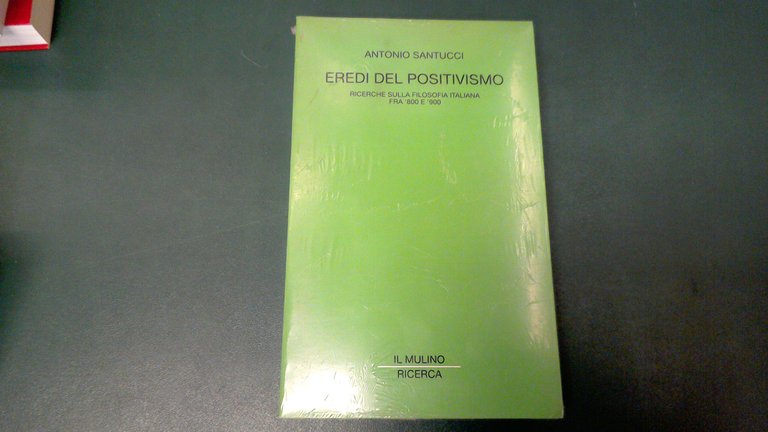 ANTONIO SANTUCCI
EREDI DEL POSITIVISMO
RICERCHE SULLA FILOSOFIA ITALIANA
FRA '800 E '900
IL MULINO
RICERCA